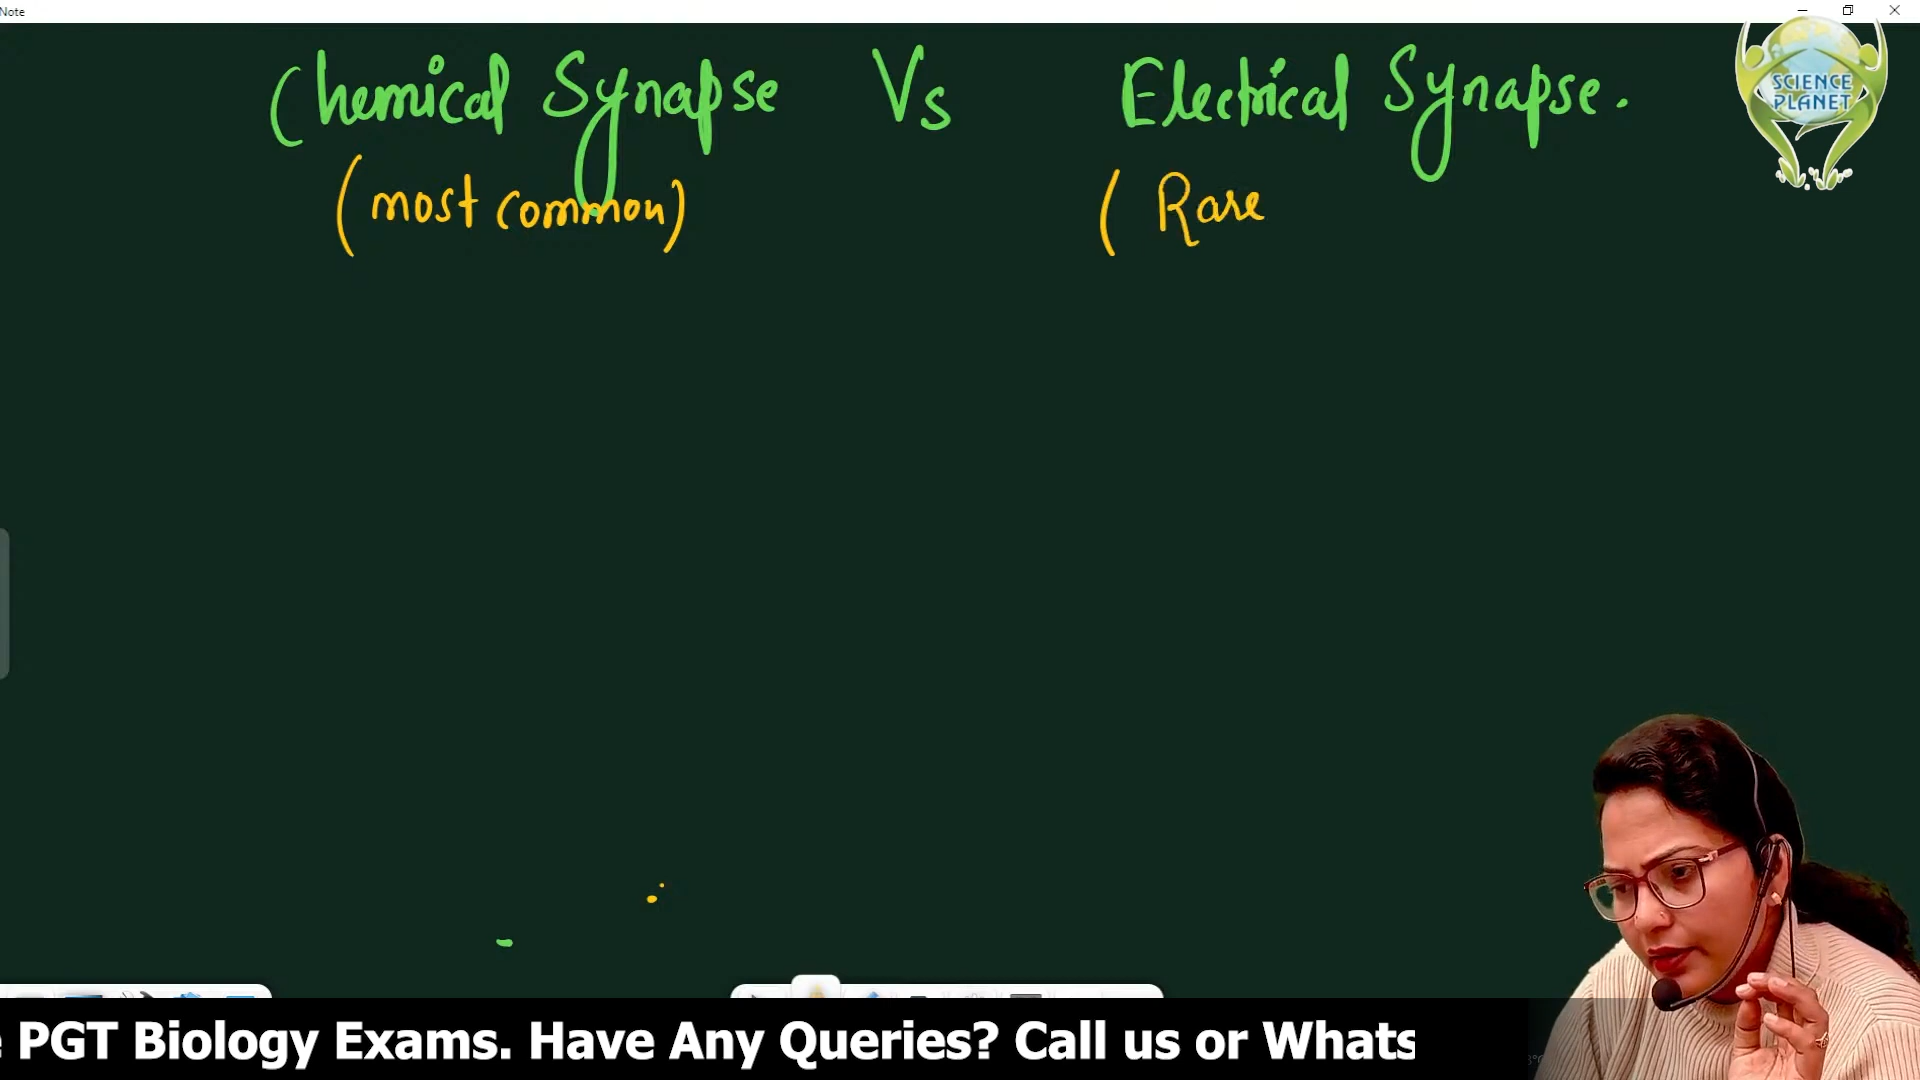 Note
Chemical Synapse Vs Electrical Synapse.
(most common) (Rare
SCIENCE
PLANET
PGT Biology Exams. Have Any Queries? Call us or Whats